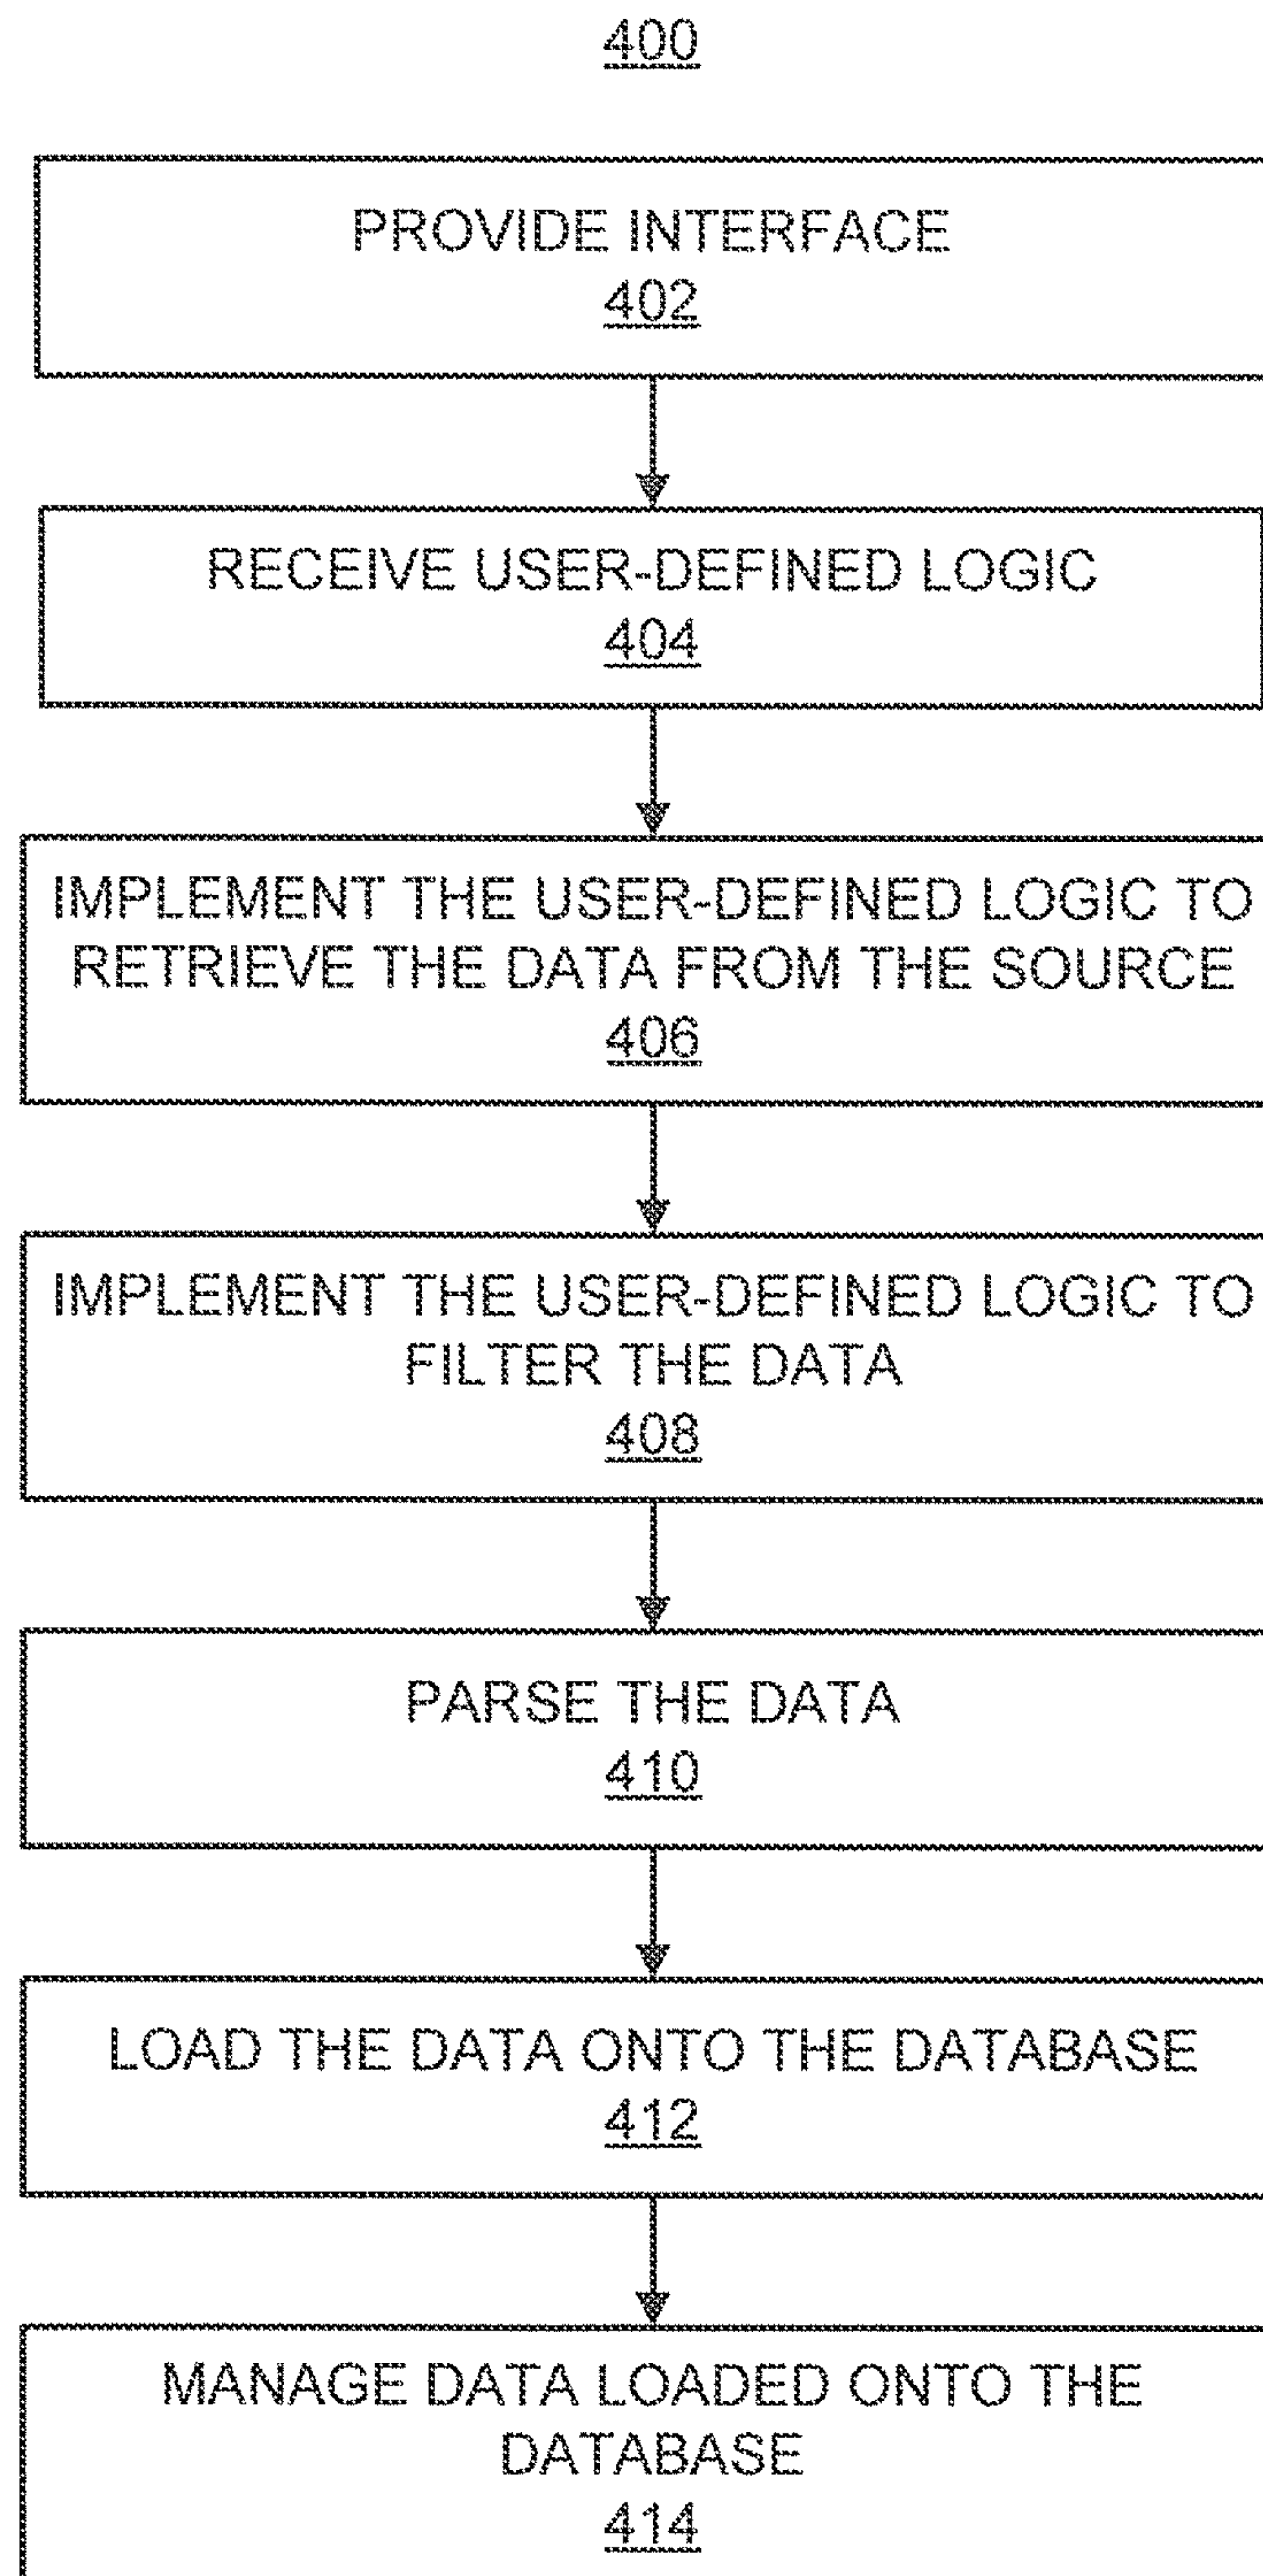 400
PROVIDE INTERFACE
402
RECEIVE USER-DEFINED LOGIC
404
IMPLEMENT THE USER-DEFINED LOGIC TO
RETRIEVE THE DATA FROM THE SOURCE
406
IMPLEMENT THE USER-DEFINED LOGIC TO
FILTER THE DATA
408
PARSE THE DATA
410
LOAD THE DATA ONTO THE DATABASE
412
MANAGE DATA LOADED ONTO THE
DATABASE
414